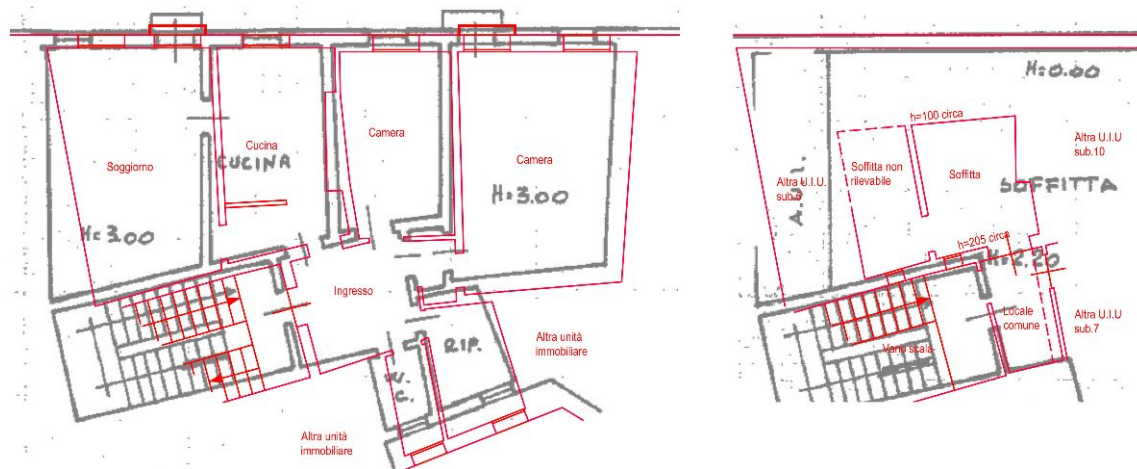 Soggiorno
Cucina
CUCINA
Camera
Camera
H=3.00
H=3.00
Ingresso
RIP.
W.C.
Altra unità
immobiliare
Altra unità
immobiliare
H=0.00
h=100 circa
Altra U.I.U
sub.10
Soffitta non
rilevabile
Soffitta
Altra U.I.U.
A.U.I.
SOFFITTA
h=205 circa
H=2.20
Locale
comune
Altra U.I.U
sub.7
Vano scala